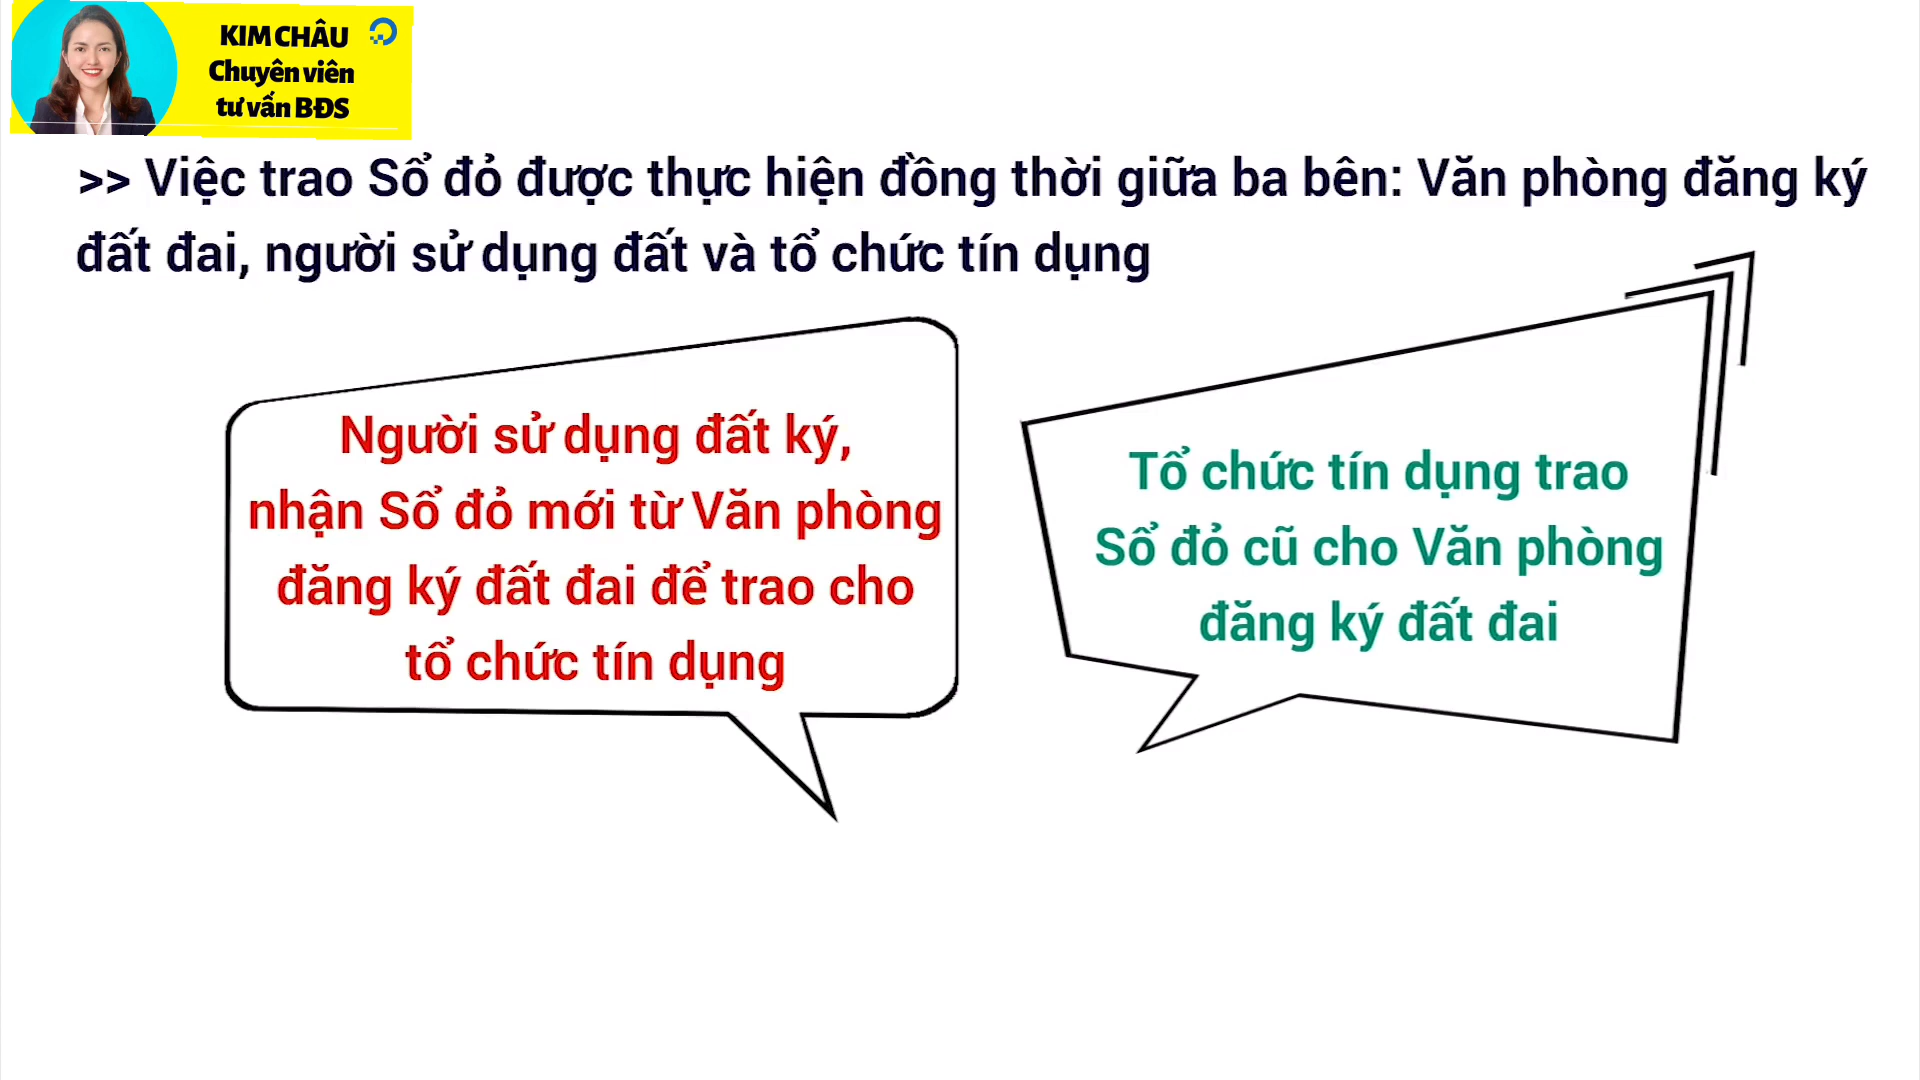 KIM CHÂU
Chuyên viên
tư vấn BĐS
>> Việc trao Sổ đỏ được thực hiện đồng thời giữa ba bên: Văn phòng đăng ký
đất đai, người sử dụng đất và tổ chức tín dụng
Người sử dụng đất ký,
nhận Sổ đỏ mới từ Văn phòng
đăng ký đất đai để trao cho
tổ chức tín dụng
Tổ chức tín dụng trao
Sổ đỏ cũ cho Văn phòng
đăng ký đất đai